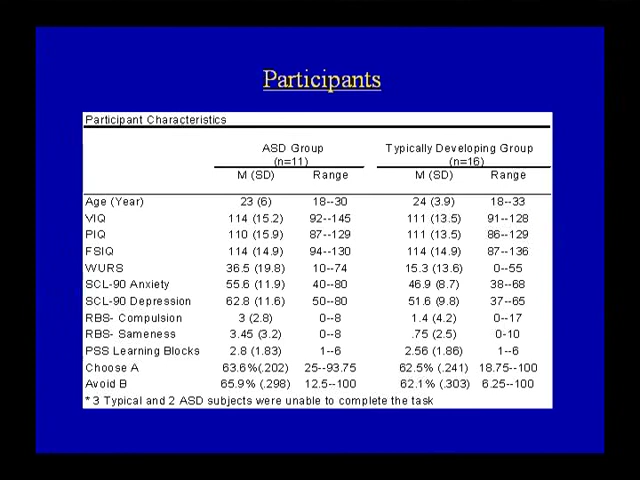 Participants
Participant Characteristics
ASD Group Typically Developing Group
(n=11) (n=16)
M (SD) Range M (SD) Range
Age (Year) 23 (6) 18--30 24 (3.9) 18--33
VIQ 114 (15.2) 92--145 111 (13.5) 91--128
PIQ 110 (15.9) 87--129 111 (13.5) 86--129
FSIQ 114 (14.9) 94--130 114 (14.9) 87--136
WURS 36.5 (19.8) 10--74 15.3 (13.6) 0--55
SCL-90 Anxiety 55.6 (11.9) 40--80 46.9 (8.7) 38--68
SCL-90 Depression 62.8 (11.6) 50--80 51.6 (9.8) 37--65
RBS- Compulsion 3 (2.8) 0--8 1.4 (4.2) 0--17
RBS- Sameness 3.45 (3.2) 0--8 .75 (2.5) 0-10
PSS Learning Blocks 2.8 (1.83) 1--6 2.56 (1.86) 1--6
Choose A 63.6%(.202) 25--93.75 62.5% (.241) 18.75--100
Avoid B 65.9% (.298) 12.5--100 62.1% (.303) 6.25--100
* 3 Typical and 2 ASD subjects were unable to complete the task